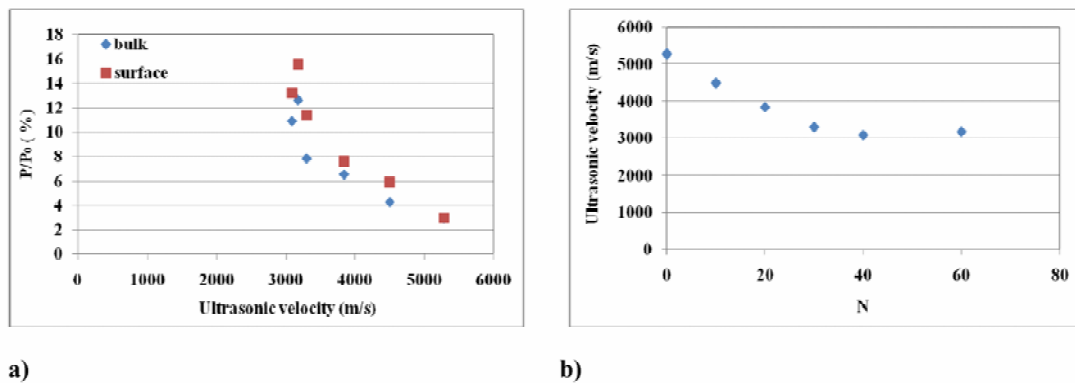 18
16
14
12
10
8
6
4
2
0
P/P₀ ( %)
bulk
surface
0 1000 2000 3000 4000 5000 6000
Ultrasonic velocity (m/s)
6000
5000
4000
3000
2000
1000
0
Ultrasonic velocity (m/s)
0 20 40 60 80
N
a) b)